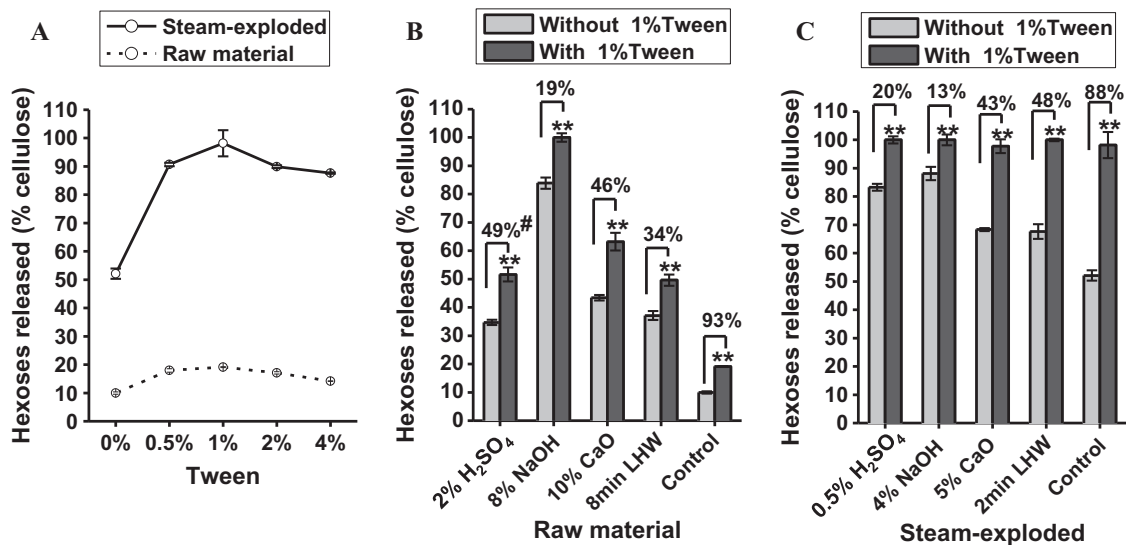 A
Steam-exploded
Raw material
Hexoses released (% cellulose)
110
100
90
80
70
60
50
40
30
20
10
0
0% 0.5% 1% 2% 4%
Tween
B
Without 1%Tween
With 1%Tween
Hexoses released (% cellulose)
110
100
90
80
70
60
50
40
30
20
10
0
49%#
**
19%
**
46%
**
34%
**
93%
**
2% H₂SO₄
8% NaOH
10% CaO
8min LHW
Control
Raw material
C
Without 1%Tween
With 1%Tween
Hexoses released (% cellulose)
110
100
90
80
70
60
50
40
30
20
10
0
20%
**
13%
**
43%
**
48%
**
88%
**
0.5% H₂SO₄
4% NaOH
5% CaO
2min LHW
Control
Steam-exploded